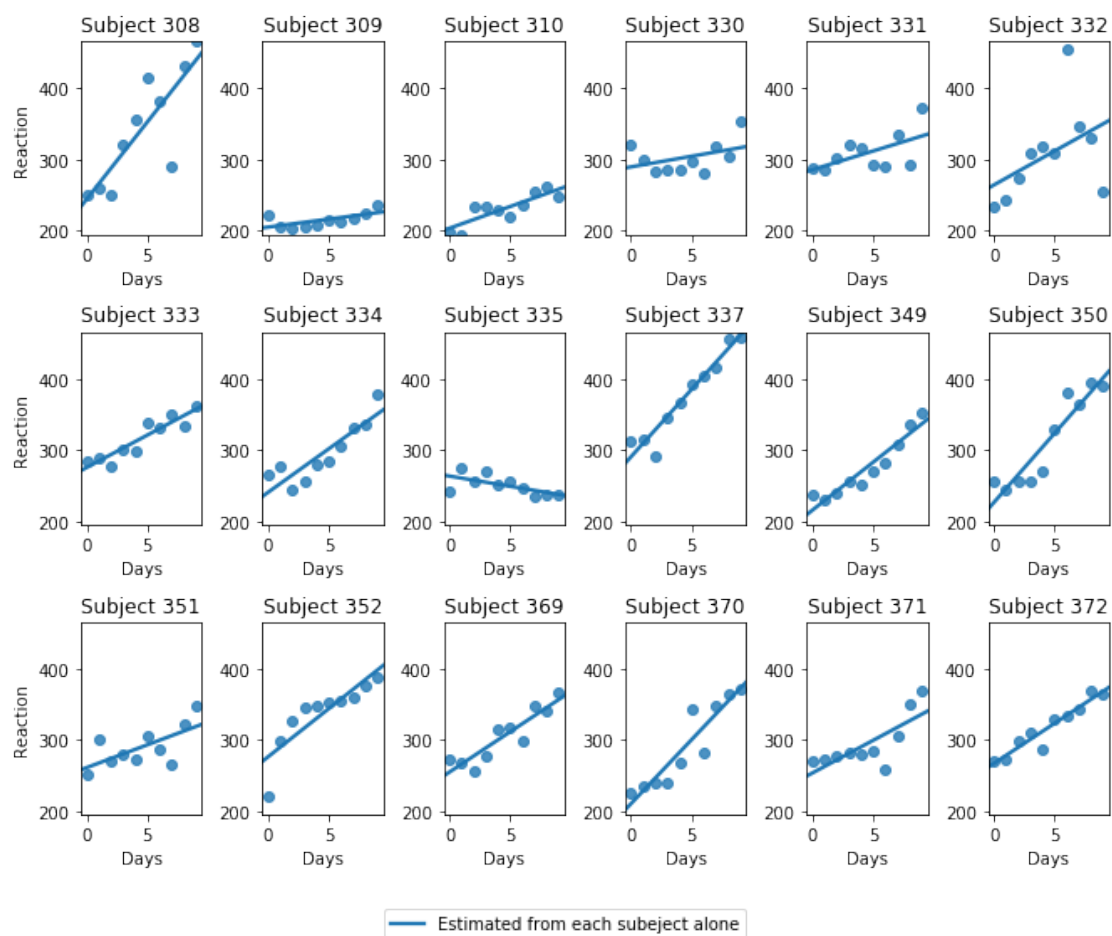 Subject 308 Subject 309 Subject 310 Subject 330 Subject 331 Subject 332
Reaction
400 400 400 400 400 400
300 300 300 300 300 300
200 200 200 200 200 200
0 5 0 5 0 5 0 5 0 5 0 5
Days Days Days Days Days Days
Subject 333 Subject 334 Subject 335 Subject 337 Subject 349 Subject 350
Reaction
400 400 400 400 400 400
300 300 300 300 300 300
200 200 200 200 200 200
0 5 0 5 0 5 0 5 0 5 0 5
Days Days Days Days Days Days
Subject 351 Subject 352 Subject 369 Subject 370 Subject 371 Subject 372
Reaction
400 400 400 400 400 400
300 300 300 300 300 300
200 200 200 200 200 200
0 5 0 5 0 5 0 5 0 5 0 5
Days Days Days Days Days Days
Estimated from each subeject alone